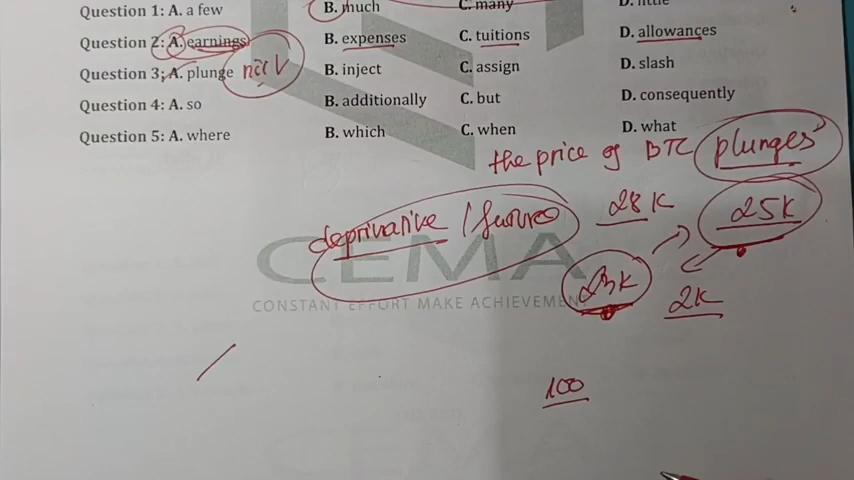 Question 1: A. a few B. much C. many D. little
Question 2: A. earnings B. expenses C. tuitions D. allowances
Question 3: A. plunge B. inject C. assign D. slash
Question 4: A. so B. additionally C. but D. consequently
Question 5: A. where B. which C. when D. what
the price of BTC plunges
deprivative / 28K 25K
CEMA
CONSTANT EFFORT MAKE ACHIEVEMENT
23K 2K
100